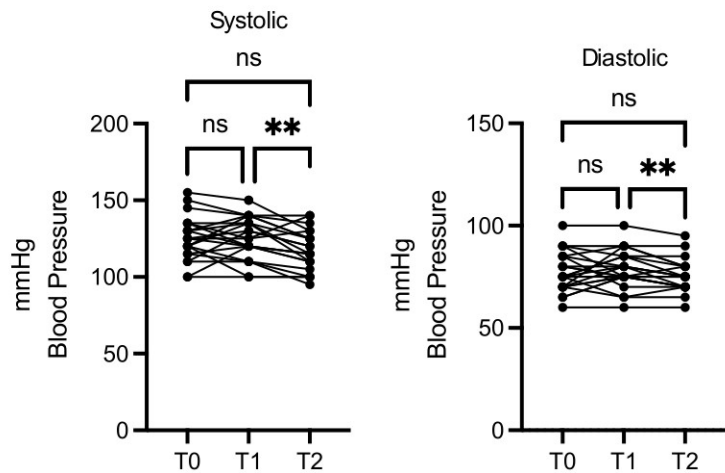 Systolic
ns
ns
**
200
150
100
50
0
mmHg
Blood Pressure
T0 T1 T2
Diastolic
ns
ns
**
150
100
50
0
mmHg
Blood Pressure
T0 T1 T2